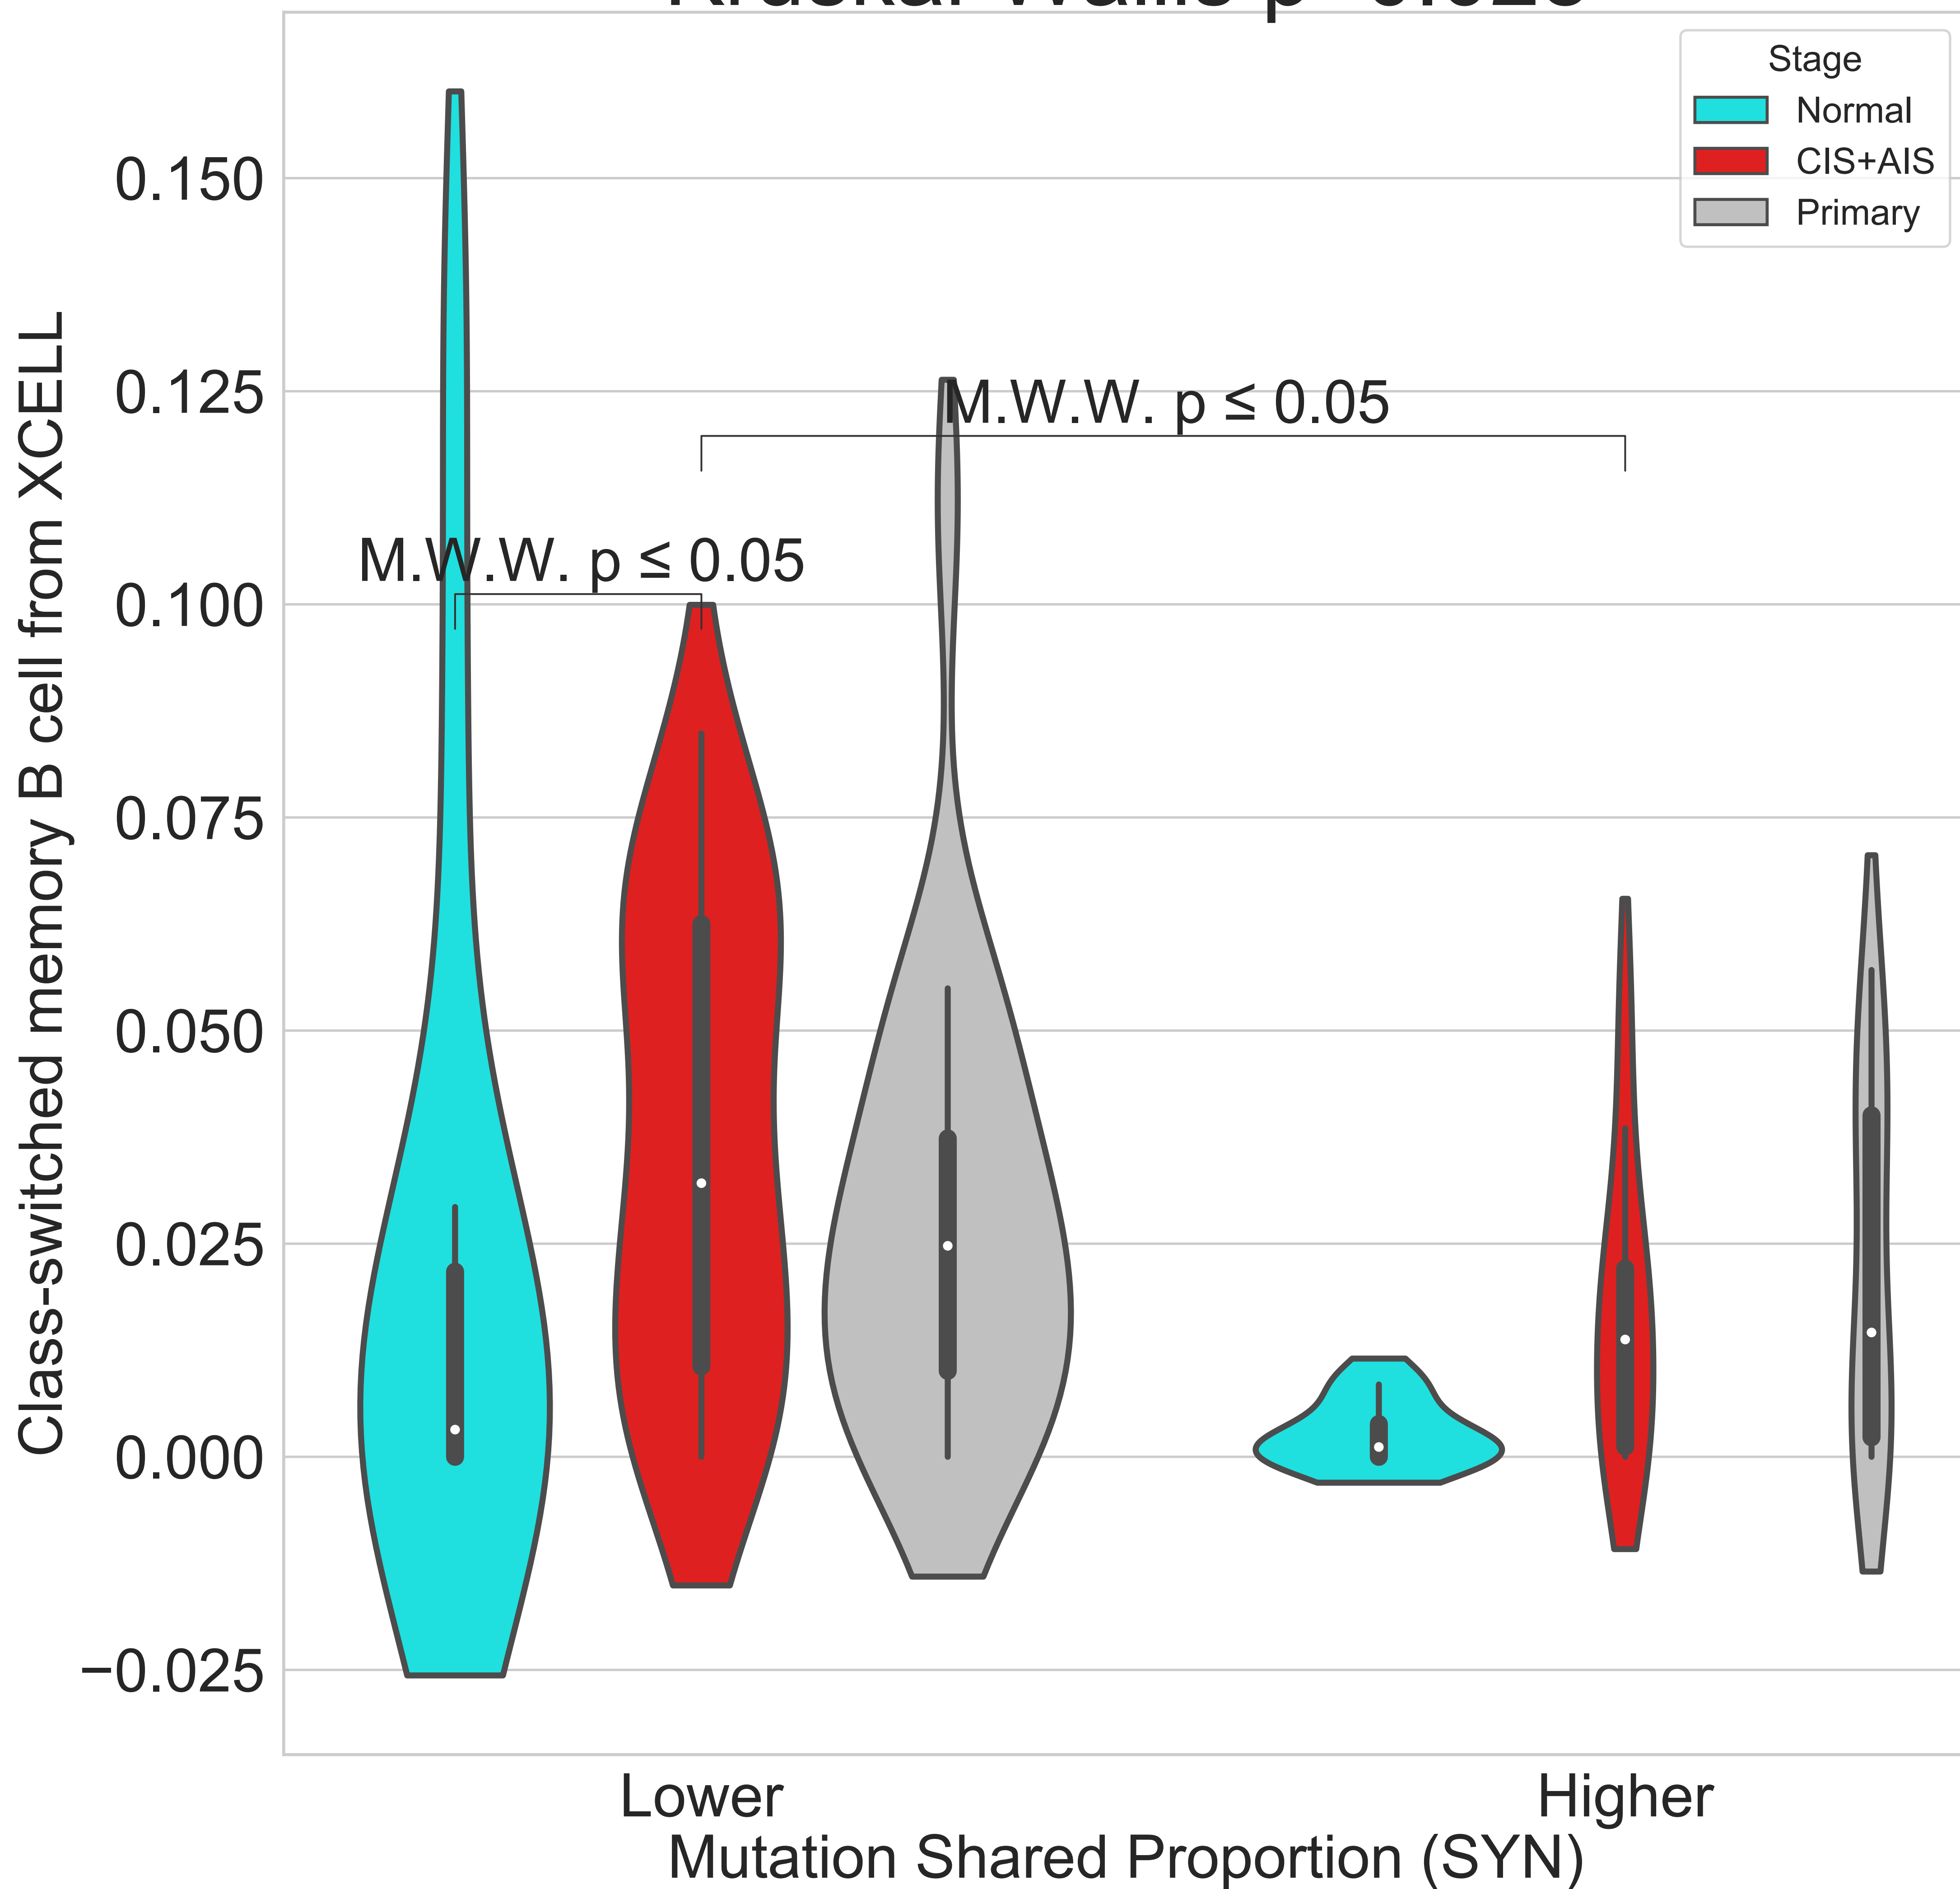 Stage
Normal
CIS+AIS
Primary
0.150
0.125
0.100
0.075
0.050
0.025
0.000
−0.025
Class-switched memory B cell from XCELL
M.W.W. p ≤ 0.05
M.W.W. p ≤ 0.05
Lower
Higher
Mutation Shared Proportion (SYN)